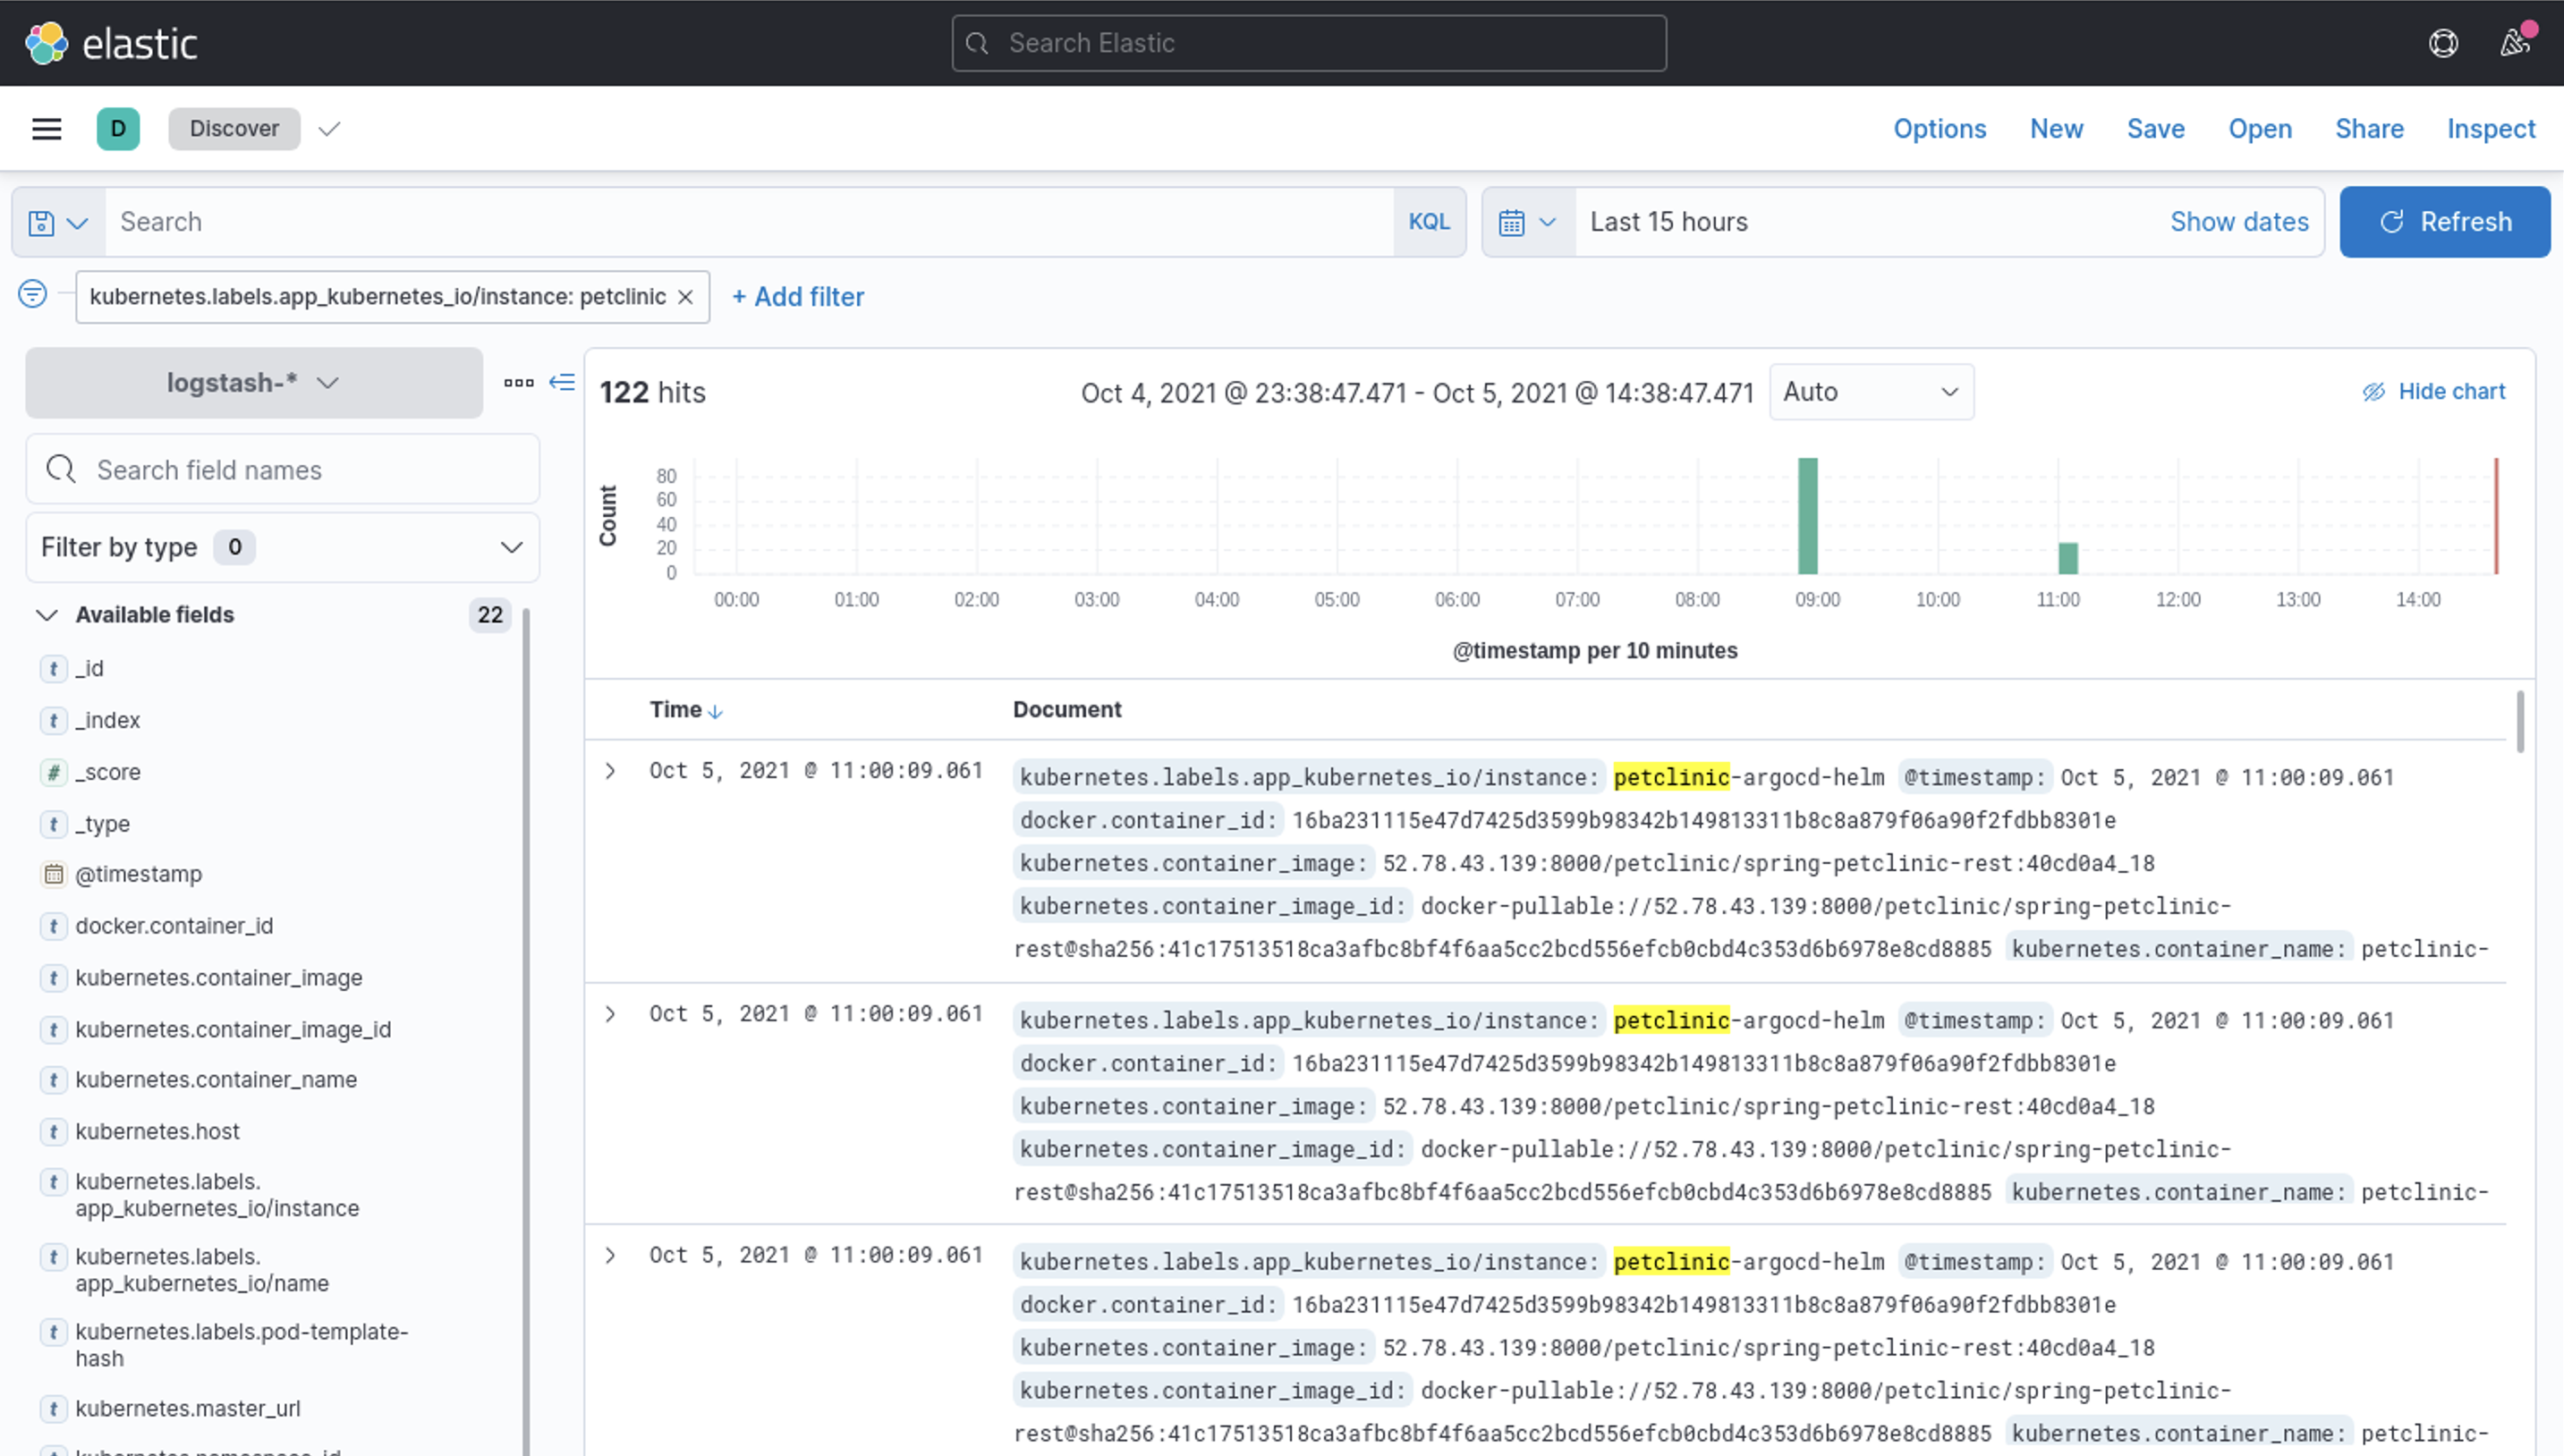 elastic
Search Elastic
D Discover
Options New Save Open Share Inspect
Search KQL Last 15 hours Show dates Refresh
kubernetes.labels.app_kubernetes_io/instance: petclinic × + Add filter
logstash-*
122 hits Oct 4, 2021 @ 23:38:47.471 - Oct 5, 2021 @ 14:38:47.471 Auto Hide chart
Search field names
Filter by type 0
Available fields 22
t _id
t _index
# _score
t _type
@timestamp
t docker.container_id
t kubernetes.container_image
t kubernetes.container_image_id
t kubernetes.container_name
t kubernetes.host
t kubernetes.labels.
app_kubernetes_io/instance
t kubernetes.labels.
app_kubernetes_io/name
t kubernetes.labels.pod-template-
hash
t kubernetes.master_url
Count
80
60
40
20
0
00:00 01:00 02:00 03:00 04:00 05:00 06:00 07:00 08:00 09:00 10:00 11:00 12:00 13:00 14:00
@timestamp per 10 minutes
Time Document
Oct 5, 2021 @ 11:00:09.061 kubernetes.labels.app_kubernetes_io/instance: petclinic-argocd-helm @timestamp: Oct 5, 2021 @ 11:00:09.061
docker.container_id: 16ba231115e47d7425d3599b98342b149813311b8c8a879f06a90f2fdbb8301e
kubernetes.container_image: 52.78.43.139:8000/petclinic/spring-petclinic-rest:40cd0a4_18
kubernetes.container_image_id: docker-pullable://52.78.43.139:8000/petclinic/spring-petclinic-
rest@sha256:41c17513518ca3afbc8bf4f6aa5cc2bcd556efcb0cbd4c353d6b6978e8cd8885 kubernetes.container_name: petclinic-
Oct 5, 2021 @ 11:00:09.061 kubernetes.labels.app_kubernetes_io/instance: petclinic-argocd-helm @timestamp: Oct 5, 2021 @ 11:00:09.061
docker.container_id: 16ba231115e47d7425d3599b98342b149813311b8c8a879f06a90f2fdbb8301e
kubernetes.container_image: 52.78.43.139:8000/petclinic/spring-petclinic-rest:40cd0a4_18
kubernetes.container_image_id: docker-pullable://52.78.43.139:8000/petclinic/spring-petclinic-
rest@sha256:41c17513518ca3afbc8bf4f6aa5cc2bcd556efcb0cbd4c353d6b6978e8cd8885 kubernetes.container_name: petclinic-
Oct 5, 2021 @ 11:00:09.061 kubernetes.labels.app_kubernetes_io/instance: petclinic-argocd-helm @timestamp: Oct 5, 2021 @ 11:00:09.061
docker.container_id: 16ba231115e47d7425d3599b98342b149813311b8c8a879f06a90f2fdbb8301e
kubernetes.container_image: 52.78.43.139:8000/petclinic/spring-petclinic-rest:40cd0a4_18
kubernetes.container_image_id: docker-pullable://52.78.43.139:8000/petclinic/spring-petclinic-
rest@sha256:41c17513518ca3afbc8bf4f6aa5cc2bcd556efcb0cbd4c353d6b6978e8cd8885 kubernetes.container_name: petclinic-